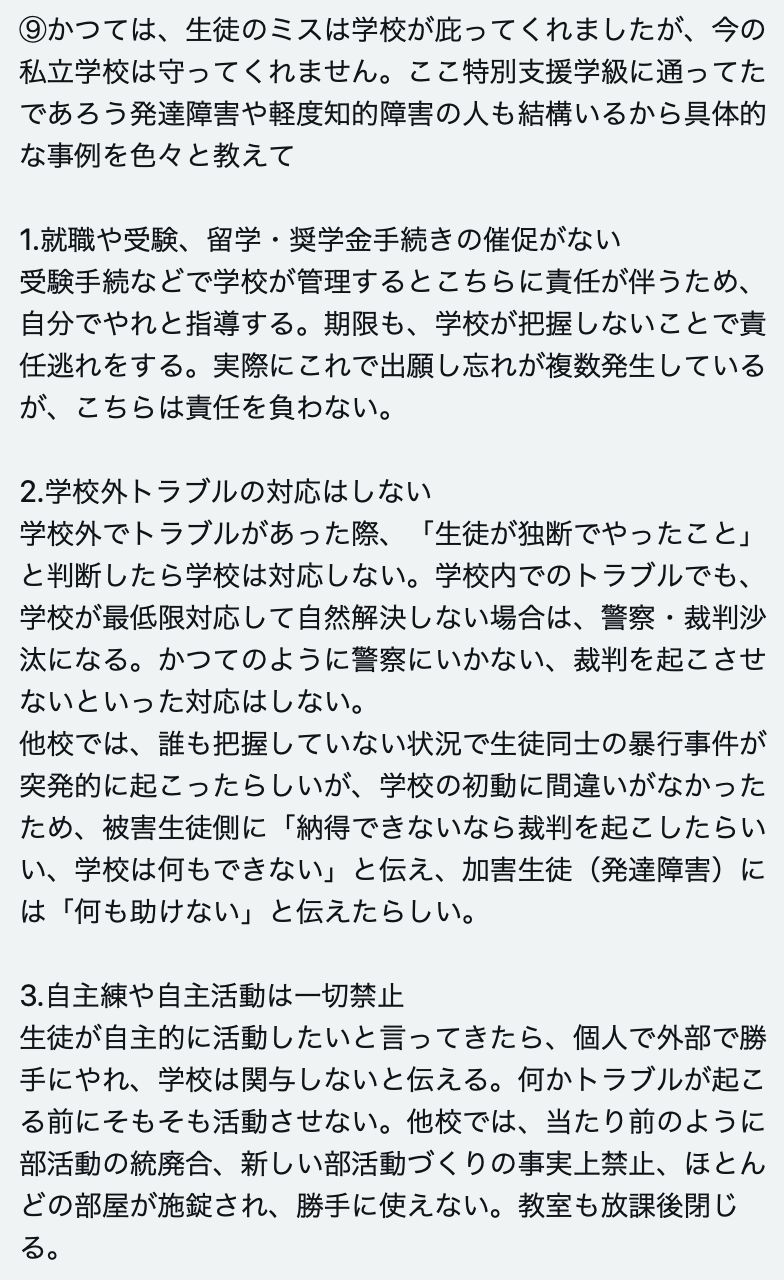 ⑨かつては、生徒のミスは学校が庇ってくれましたが、今の
私立学校は守ってくれません。ここ特別支援学級に通ってた
であろう発達障害や軽度知的障害の人も結構いるから具体的
な事例を色々と教えて
1.就職や受験、留学・奨学金手続きの催促がない
受験手続などで学校が管理するとこちらに責任が伴うため、
自分でやれと指導する。期限も、学校が把握しないことで責
任逃れをする。実際にこれで出願し忘れが複数発生している
が、こちらは責任を負わない。
2.学校外トラブルの対応はしない
学校外でトラブルがあった際、「生徒が独断でやったこと」
と判断したら学校は対応しない。学校内でのトラブルでも、
学校が最低限対応して自然解決しない場合は、警察・裁判沙
汰になる。かつてのように警察にいかない、裁判を起こさせ
ないといった対応はしない。
他校では、誰も把握していない状況で生徒同士の暴行事件が
突発的に起こったらしいが、学校の初動に間違いがなかった
ため、被害生徒側に「納得できないなら裁判を起こしたらい
い、学校は何もできない」と伝え、加害生徒（発達障害）に
は「何も助けない」と伝えたらしい。
3.自主練や自主活動は一切禁止
生徒が自主的に活動したいと言ってきたら、個人で外部で勝
手にやれ、学校は関与しないと伝える。何かトラブルが起こ
る前にそもそも活動させない。他校では、当たり前のように
部活動の統廃合、新しい部活動づくりの事実上禁止、ほとん
どの部屋が施錠され、勝手に使えない。教室も放課後閉じ
る。